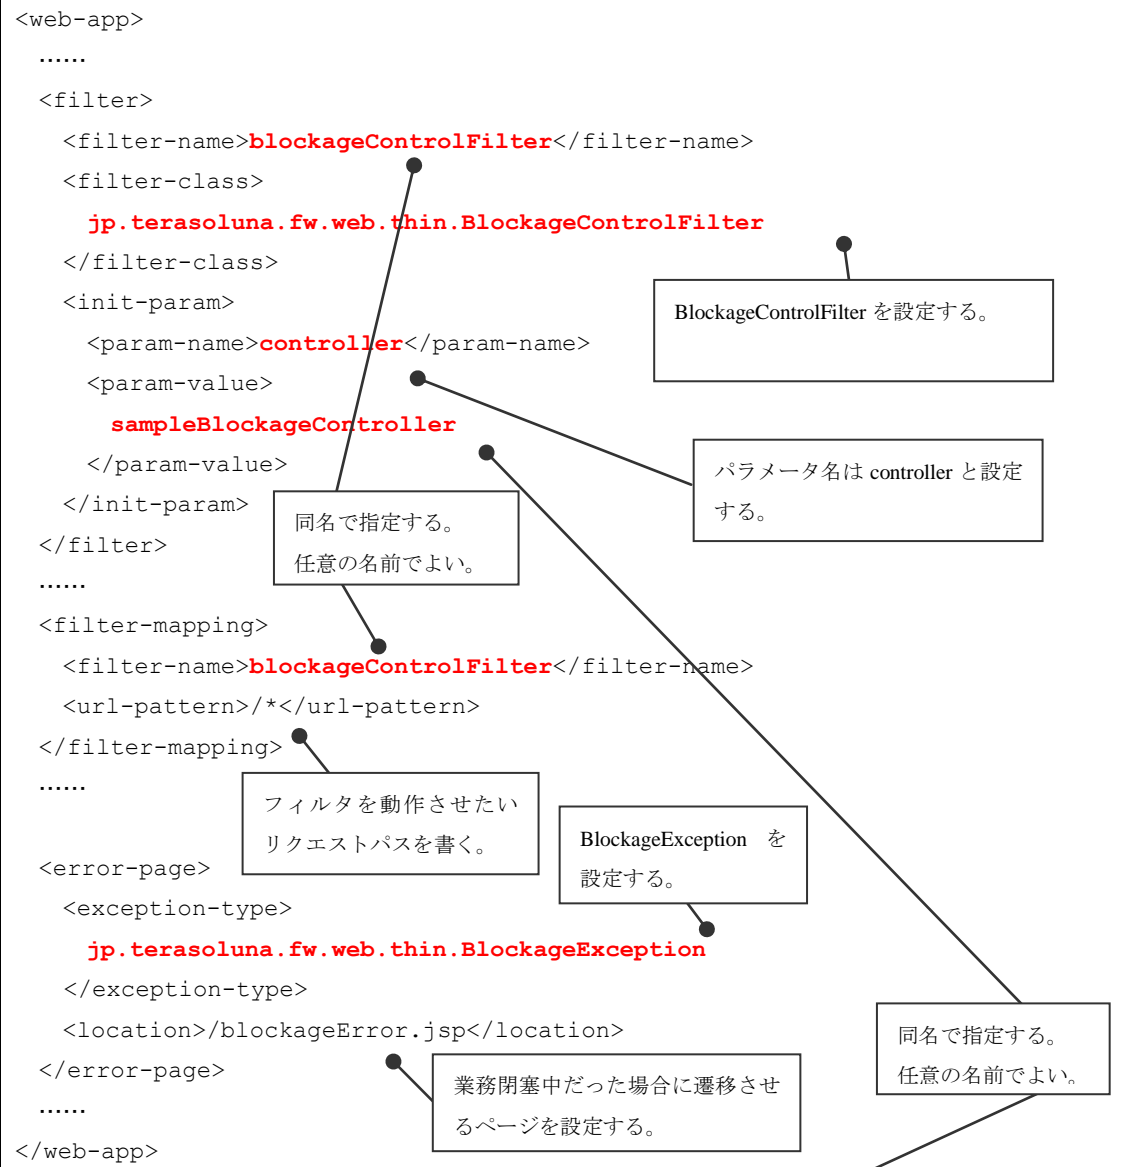 <web-app>
……
<filter>
<filter-name>blockageControlFilter</filter-name>
<filter-class>
jp.terasoluna.fw.web.thin.BlockageControlFilter
</filter-class>
<init-param>
BlockageControlFilter を設定する。
<param-name>controller</param-name>
<param-value>
sampleBlockageController
</param-value>
パラメータ名は controller と設定
する。
</init-param>
同名で指定する。
任意の名前でよい。
</filter>
……
<filter-mapping>
<filter-name>blockageControlFilter</filter-name>
<url-pattern>/*</url-pattern>
</filter-mapping>
……
フィルタを動作させたい
リクエストパスを書く。
BlockageException を
設定する。
<error-page>
<exception-type>
jp.terasoluna.fw.web.thin.BlockageException
</exception-type>
<location>/blockageError.jsp</location>
同名で指定する。
任意の名前でよい。
</error-page>
業務閉塞中だった場合に遷移させ
るページを設定する。
……
</web-app>